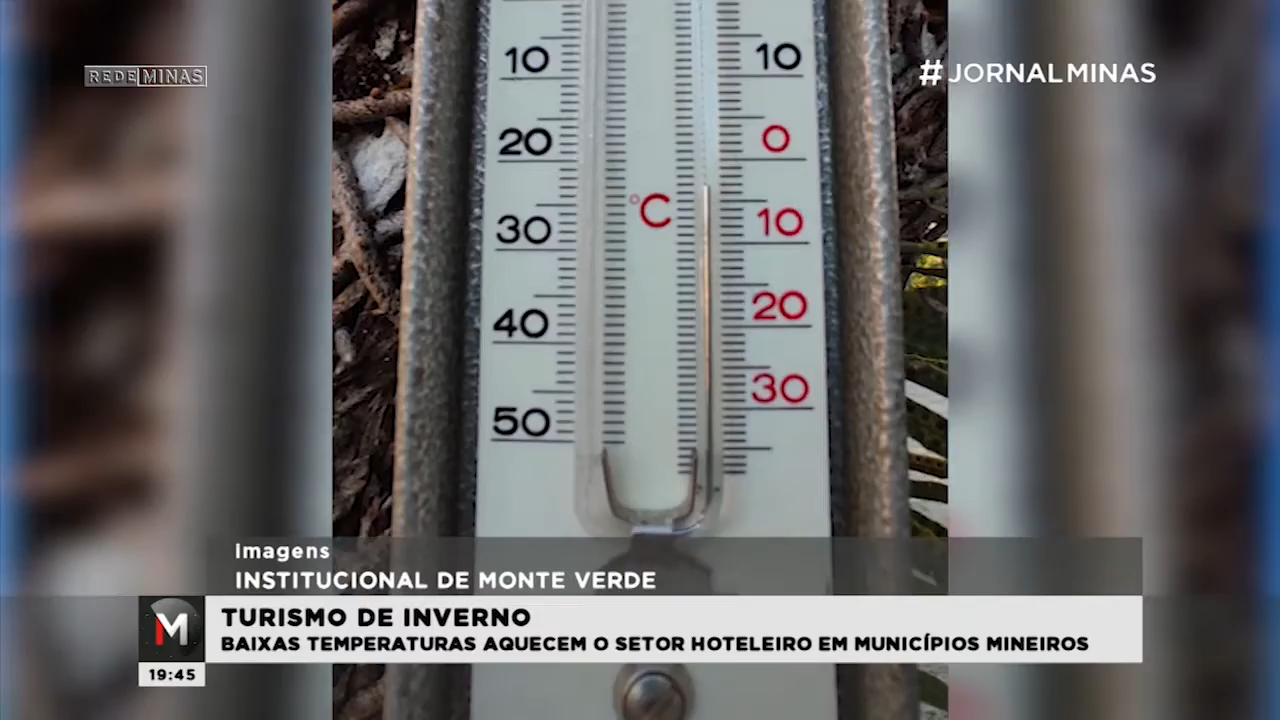 REDE MINAS
#JORNALMINAS
10 10
20 0
°C
30 10
40 20
50 30
Imagens
INSTITUCIONAL DE MONTE VERDE
M
TURISMO DE INVERNO
BAIXAS TEMPERATURAS AQUECEM O SETOR HOTELEIRO EM MUNICÍPIOS MINEIROS
19:45